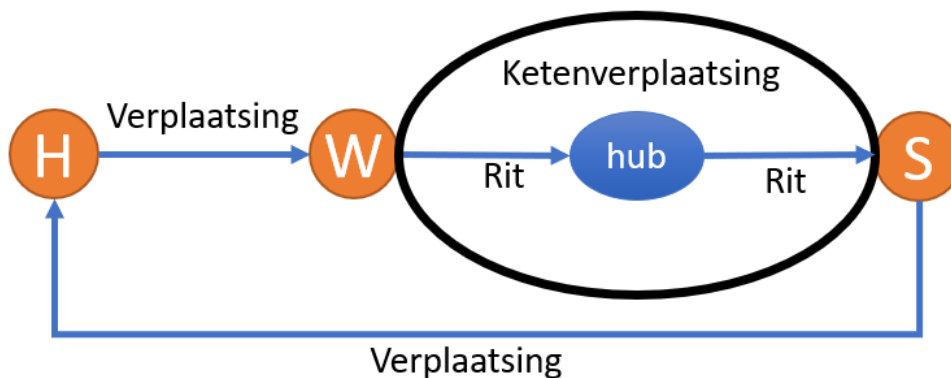 Ketenverplaatsing
Verplaatsing
H
W
Rit
hub
Rit
S
Verplaatsing